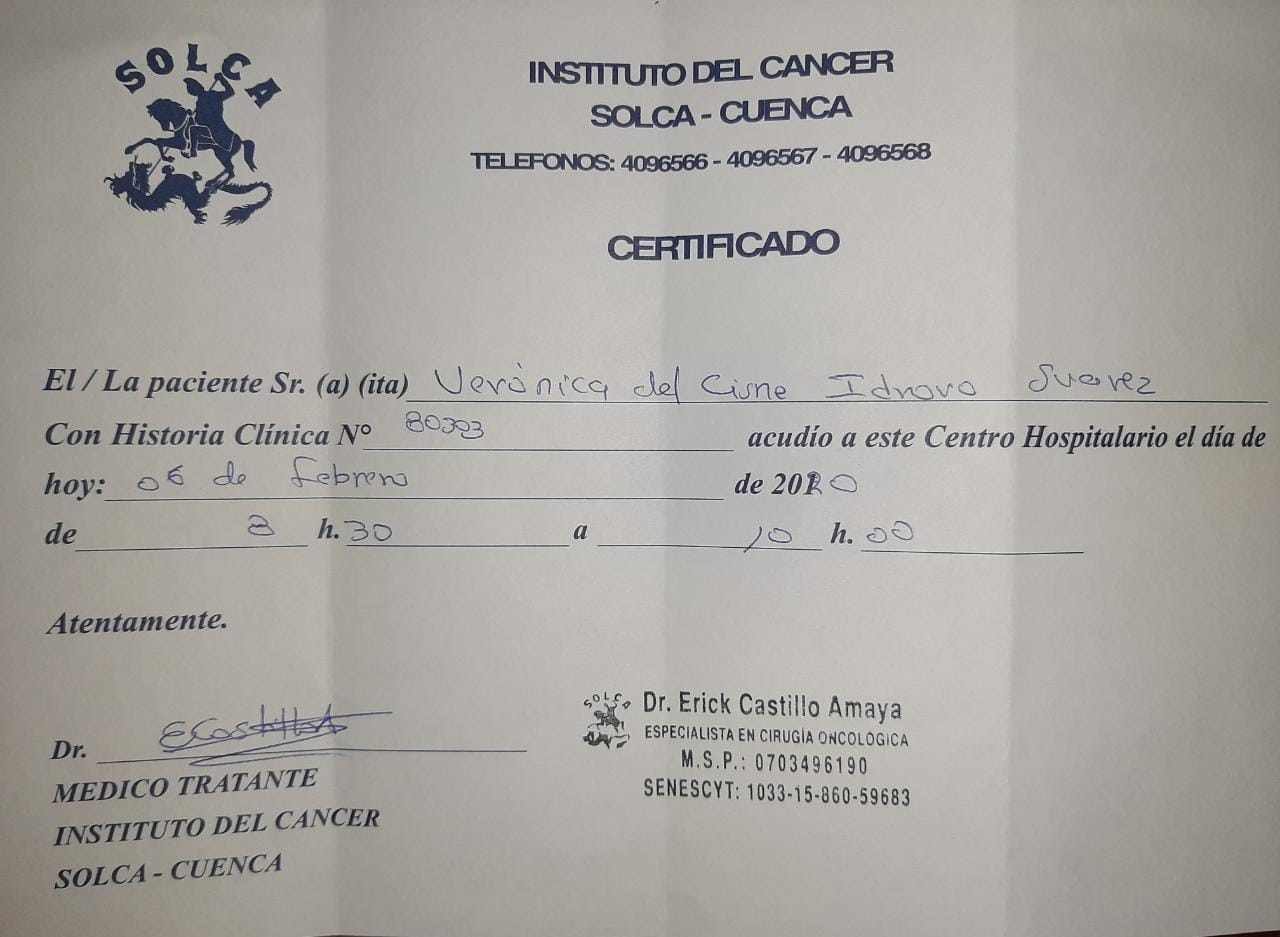 SOLCA
INSTITUTO DEL CANCER
SOLCA - CUENCA
TELEFONOS: 4096566 - 4096567 - 4096568
CERTIFICADO
El / La paciente Sr. (a) (ita) Verónica del Cisne Idrovo Suarez
Con Historia Clínica N° 80393 acudío a este Centro Hospitalario el día de
hoy: 06 de febrero de 2020
de 8 h. 30 a 10 h. 00
Atentamente.
Dr. ECastilloA
MEDICO TRATANTE
INSTITUTO DEL CANCER
SOLCA - CUENCA
SOLCA
Dr. Erick Castillo Amaya
ESPECIALISTA EN CIRUGÍA ONCOLÓGICA
M.S.P.: 0703496190
SENESCYT: 1033-15-860-59683